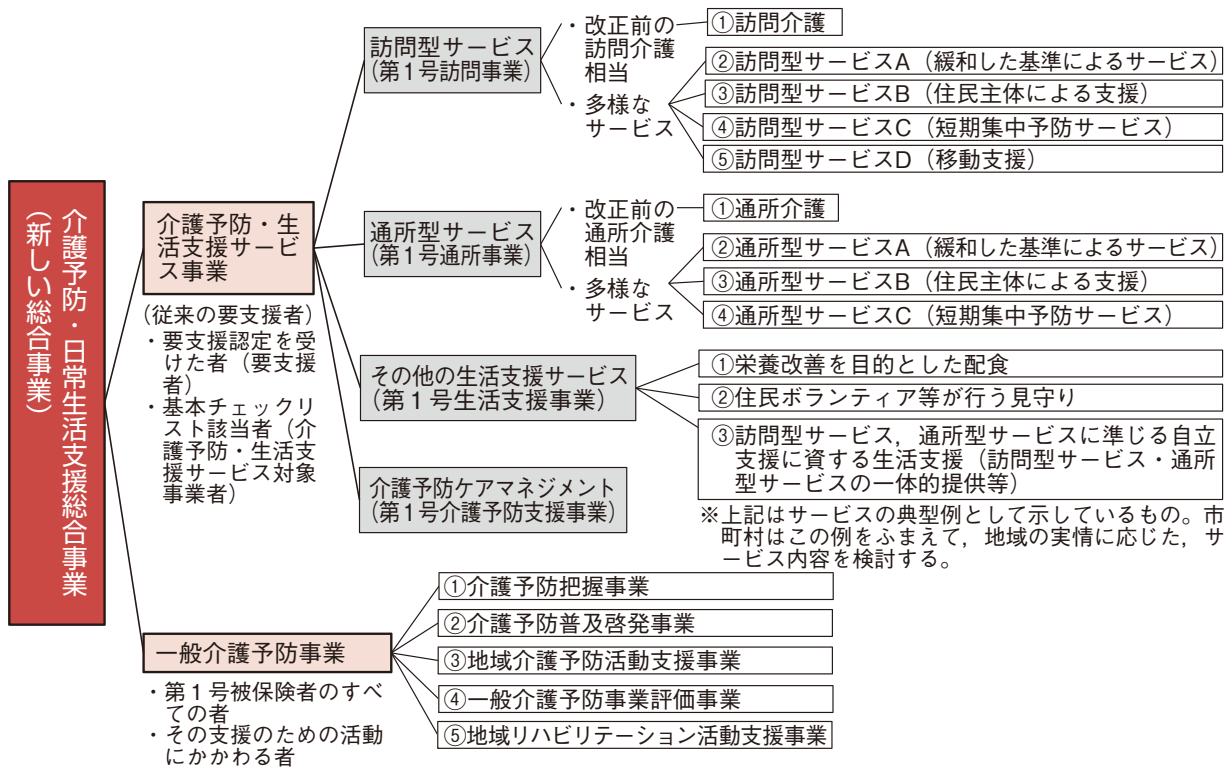 介護予防・日常生活支援総合事業
（新しい総合事業）
介護予防・生
活支援サービ
ス事業
（従来の要支援者）
・要支援認定を受
けた者（要支援
者）
・基本チェックリ
スト該当者（介
護予防・生活支
援サービス対象
事業者）
訪問型サービス
（第1号訪問事業）
・改正前の
訪問介護
相当
・多様な
サービス
①訪問介護
②訪問型サービスA（緩和した基準によるサービス）
③訪問型サービスB（住民主体による支援）
④訪問型サービスC（短期集中予防サービス）
⑤訪問型サービスD（移動支援）
通所型サービス
（第1号通所事業）
・改正前の
通所介護
相当
・多様な
サービス
①通所介護
②通所型サービスA（緩和した基準によるサービス）
③通所型サービスB（住民主体による支援）
④通所型サービスC（短期集中予防サービス）
その他の生活支援サービス
（第1号生活支援事業）
①栄養改善を目的とした配食
②住民ボランティア等が行う見守り
③訪問型サービス，通所型サービスに準じる自立
支援に資する生活支援（訪問型サービス・通所
型サービスの一体的提供等）
※上記はサービスの典型例として示しているもの。市
町村はこの例をふまえて，地域の実情に応じた，サ
ービス内容を検討する。
介護予防ケアマネジメント
（第1号介護予防支援事業）
一般介護予防事業
・第1号被保険者のすべ
ての者
・その支援のための活動
にかかわる者
①介護予防把握事業
②介護予防普及啓発事業
③地域介護予防活動支援事業
④一般介護予防事業評価事業
⑤地域リハビリテーション活動支援事業